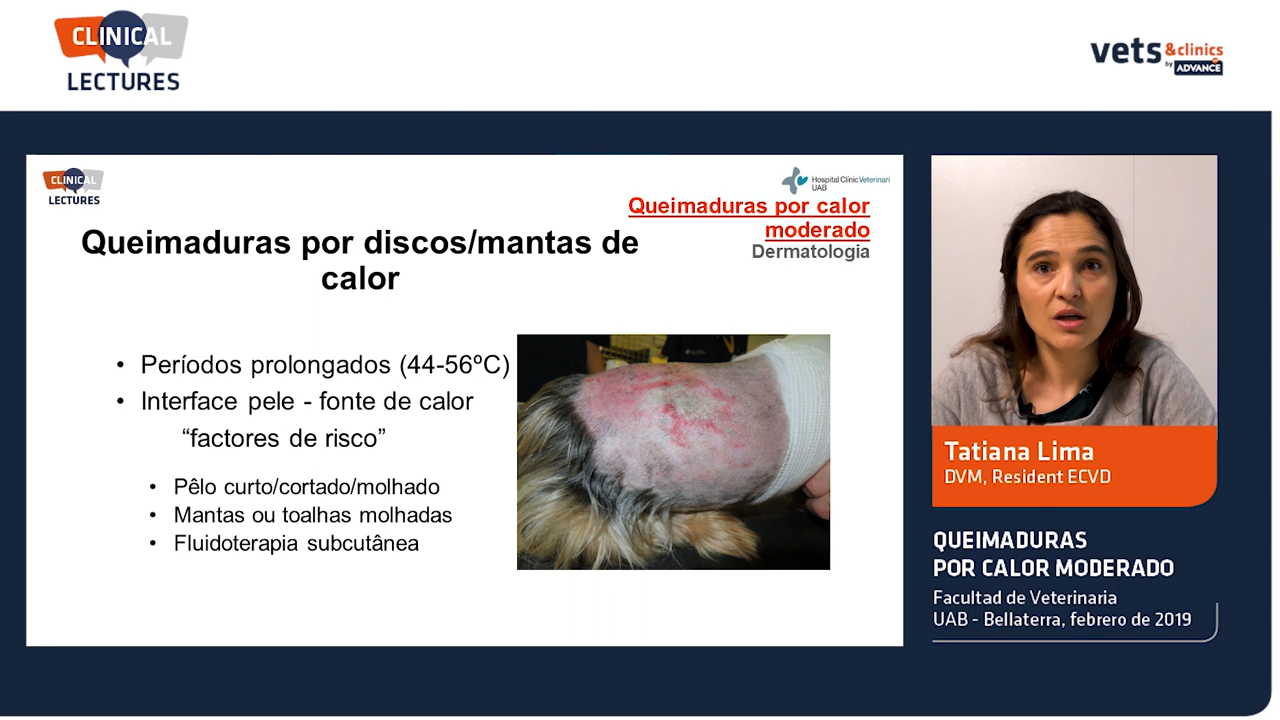 CLINICAL
LECTURES
vets &clinics
by ADVANCE
CLINICAL
LECTURES
Hospital Clínic Veterinari
UAB
Queimaduras por calor
moderado
Dermatologia
Queimaduras por discos/mantas de
calor
• Períodos prolongados (44-56ºC)
• Interface pele - fonte de calor
“factores de risco”
• Pêlo curto/cortado/molhado
• Mantas ou toalhas molhadas
• Fluidoterapia subcutânea
Tatiana Lima
DVM, Resident ECVD
QUEIMADURAS
POR CALOR MODERADO
Facultad de Veterinaria
UAB - Bellaterra, febrero de 2019